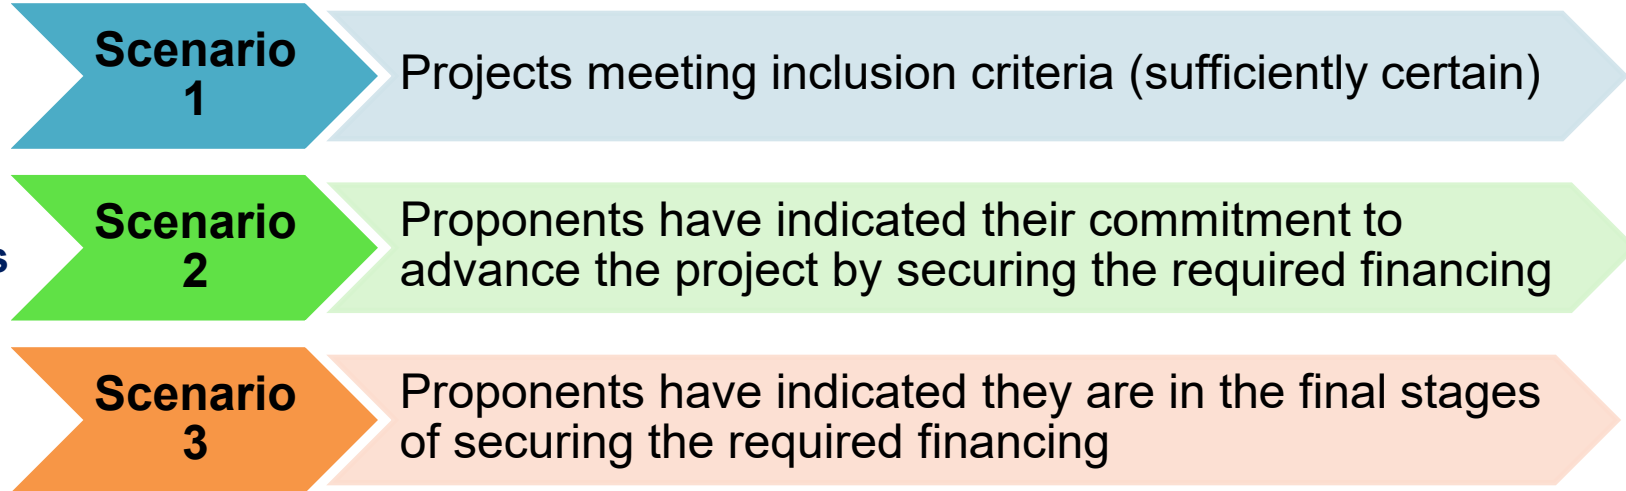 Scenario
1
Projects meeting inclusion criteria (sufficiently certain)
s
Scenario
2
Proponents have indicated their commitment to
advance the project by securing the required financing
Scenario
3
Proponents have indicated they are in the final stages
of securing the required financing